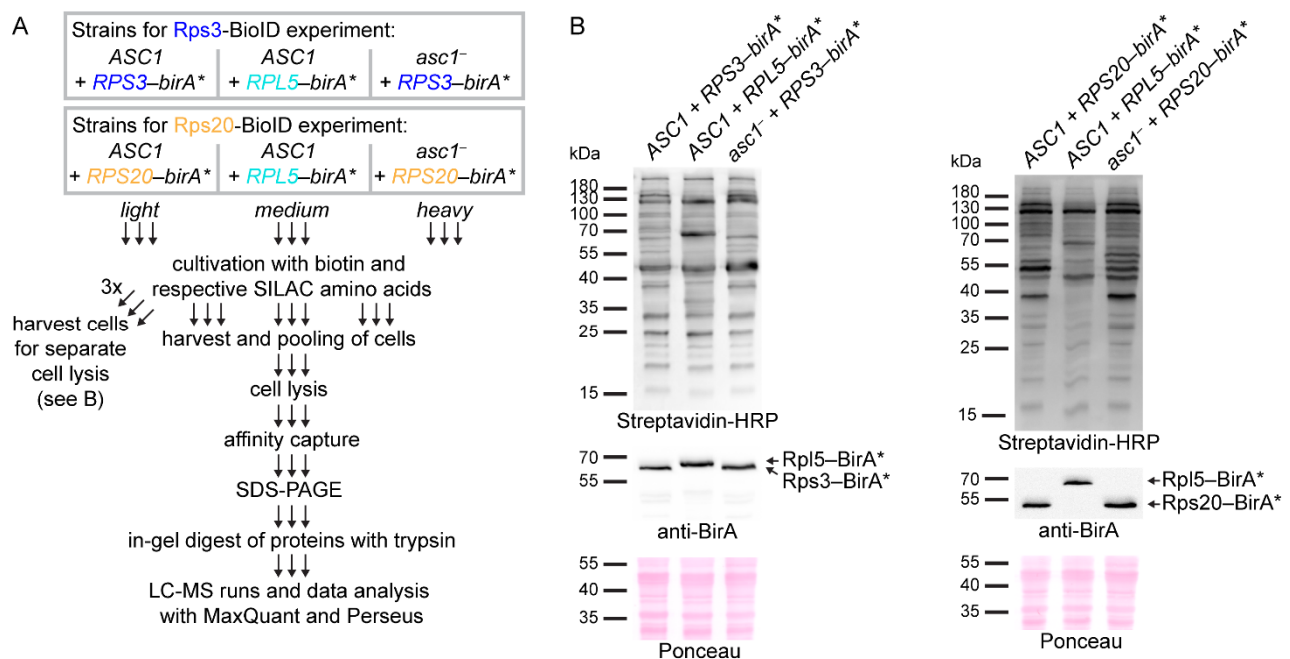 A
Strains for Rps3-BioID experiment:
ASC1 + RPS3–birA*
ASC1 + RPL5–birA*
asc1⁻ + RPS3–birA*
Strains for Rps20-BioID experiment:
ASC1 + RPS20–birA*
ASC1 + RPL5–birA*
asc1⁻ + RPS20–birA*
light medium heavy
cultivation with biotin and
respective SILAC amino acids
3x
harvest cells
for separate
cell lysis
(see B)
harvest and pooling of cells
cell lysis
affinity capture
SDS-PAGE
in-gel digest of proteins with trypsin
LC-MS runs and data analysis
with MaxQuant and Perseus
B
ASC1 + RPS3–birA*
ASC1 + RPL5–birA*
asc1⁻ + RPS3–birA*
kDa
180
130
100
70
55
40
35
25
15
Streptavidin-HRP
70
55
Rpl5–BirA*
Rps3–BirA*
anti-BirA
55
40
35
Ponceau
ASC1 + RPS20–birA*
ASC1 + RPL5–birA*
asc1⁻ + RPS20–birA*
kDa
180
130
100
70
55
40
35
25
15
Streptavidin-HRP
70
55
Rpl5–BirA*
Rps20–BirA*
anti-BirA
55
40
35
Ponceau